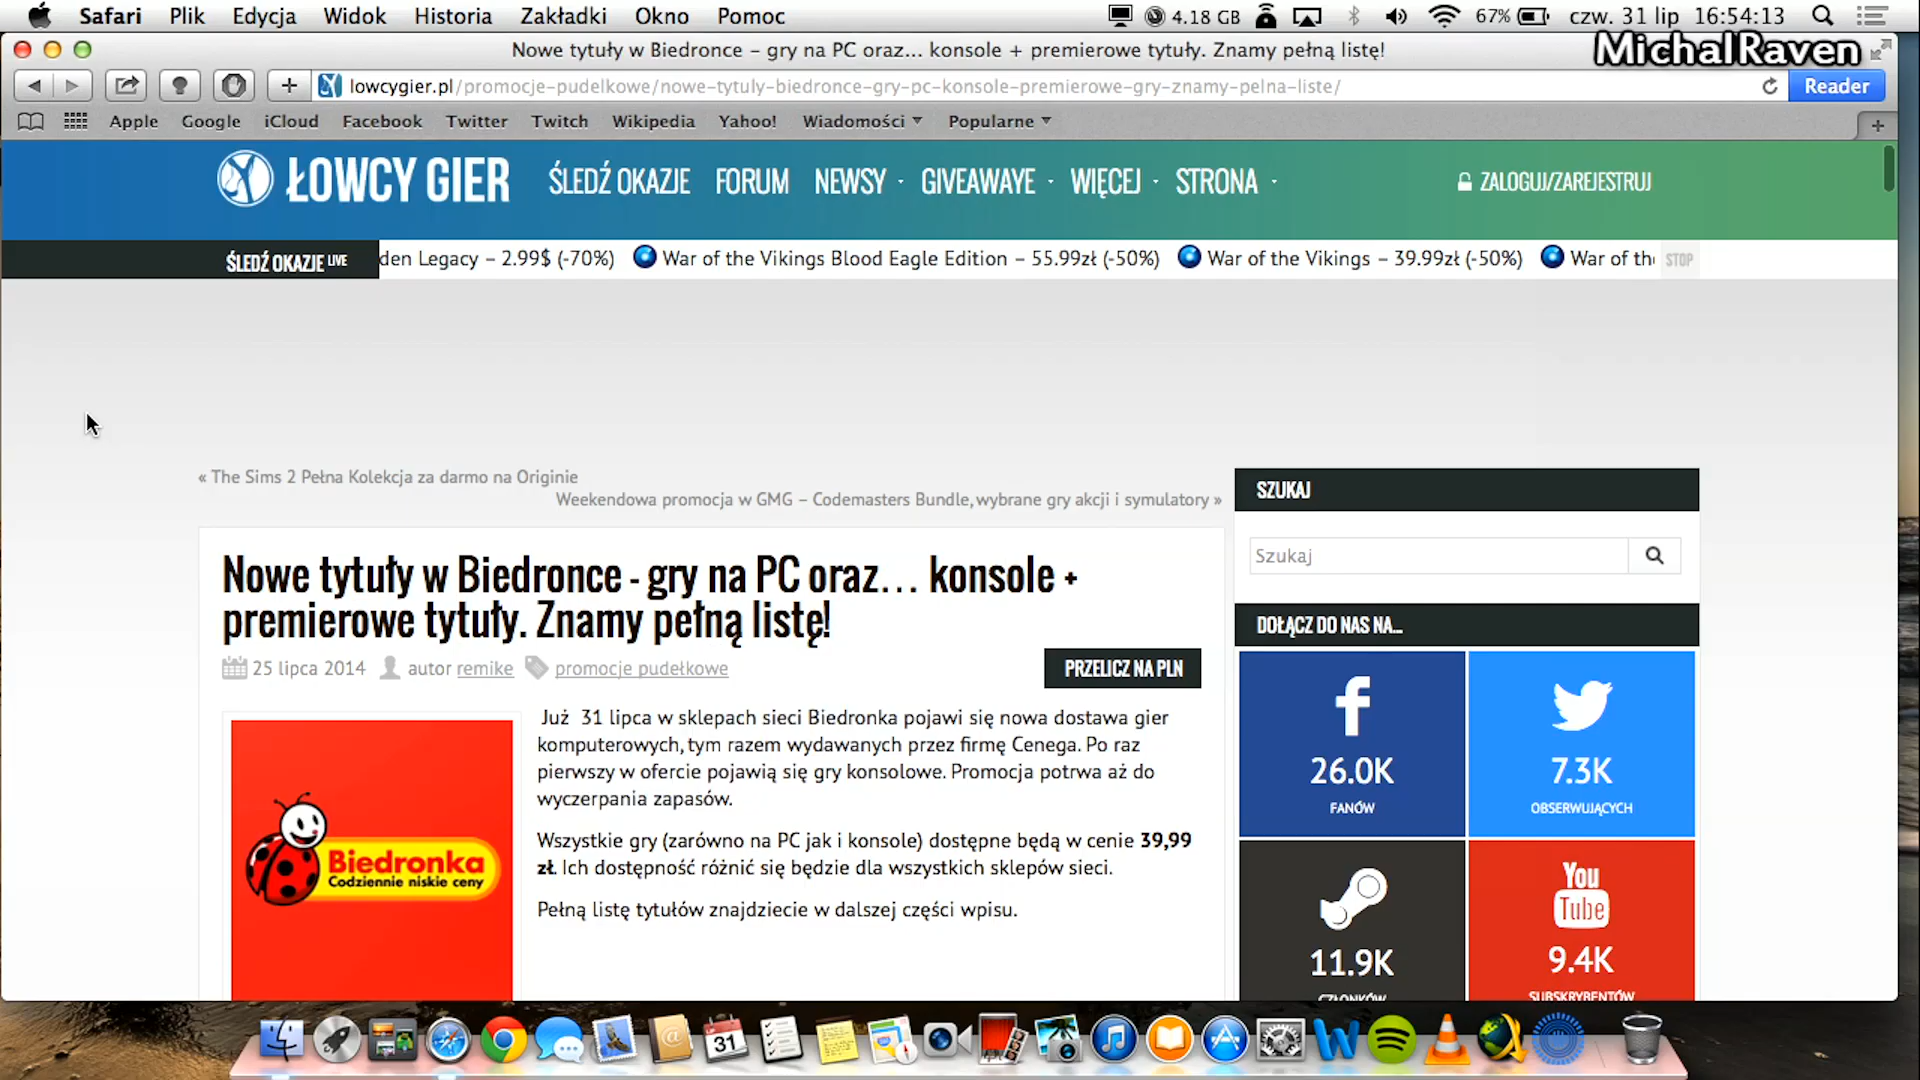 Safari Plik Edycja Widok Historia Zakładki Okno Pomoc 4.18 GB 67% czw. 31 lip 16:54:13
Nowe tytuły w Biedronce – gry na PC oraz… konsole + premierowe tytuły. Znamy pełną listę!
MichalRaven
lowcygier.pl/promocje-pudelkowe/nowe-tytuly-biedronce-gry-pc-konsole-premierowe-gry-znamy-pelna-liste/ Reader
Apple Google iCloud Facebook Twitter Twitch Wikipedia Yahoo! Wiadomości Popularne
ŁOWCY GIER ŚLEDŹ OKAZJE FORUM NEWSY GIVEAWAYE WIĘCEJ STRONA ZALOGUJ/ZAREJESTRUJ
ŚLEDŹ OKAZJE LIVE den Legacy – 2.99$ (-70%) War of the Vikings Blood Eagle Edition – 55.99zł (-50%) War of the Vikings – 39.99zł (-50%) War of the STOP
« The Sims 2 Pełna Kolekcja za darmo na Originie
Weekendowa promocja w GMG – Codemasters Bundle, wybrane gry akcji i symulatory »
Nowe tytuły w Biedronce - gry na PC oraz… konsole +
premierowe tytuły. Znamy pełną listę!
25 lipca 2014 autor remike promocje pudełkowe
PRZELICZ NA PLN
Już 31 lipca w sklepach sieci Biedronka pojawi się nowa dostawa gier
komputerowych, tym razem wydawanych przez firmę Cenega. Po raz
pierwszy w ofercie pojawią się gry konsolowe. Promocja potrwa aż do
wyczerpania zapasów.
Wszystkie gry (zarówno na PC jak i konsole) dostępne będą w cenie 39,99
zł. Ich dostępność różnić się będzie dla wszystkich sklepów sieci.
Pełną listę tytułów znajdziecie w dalszej części wpisu.
Biedronka
Codziennie niskie ceny
SZUKAJ
Szukaj
DOŁĄCZ DO NAS NA...
26.0K
FANÓW
7.3K
OBSERWUJĄCYCH
11.9K
CZŁONKÓW
You
Tube
9.4K
SUBSKRYBENTÓW
31